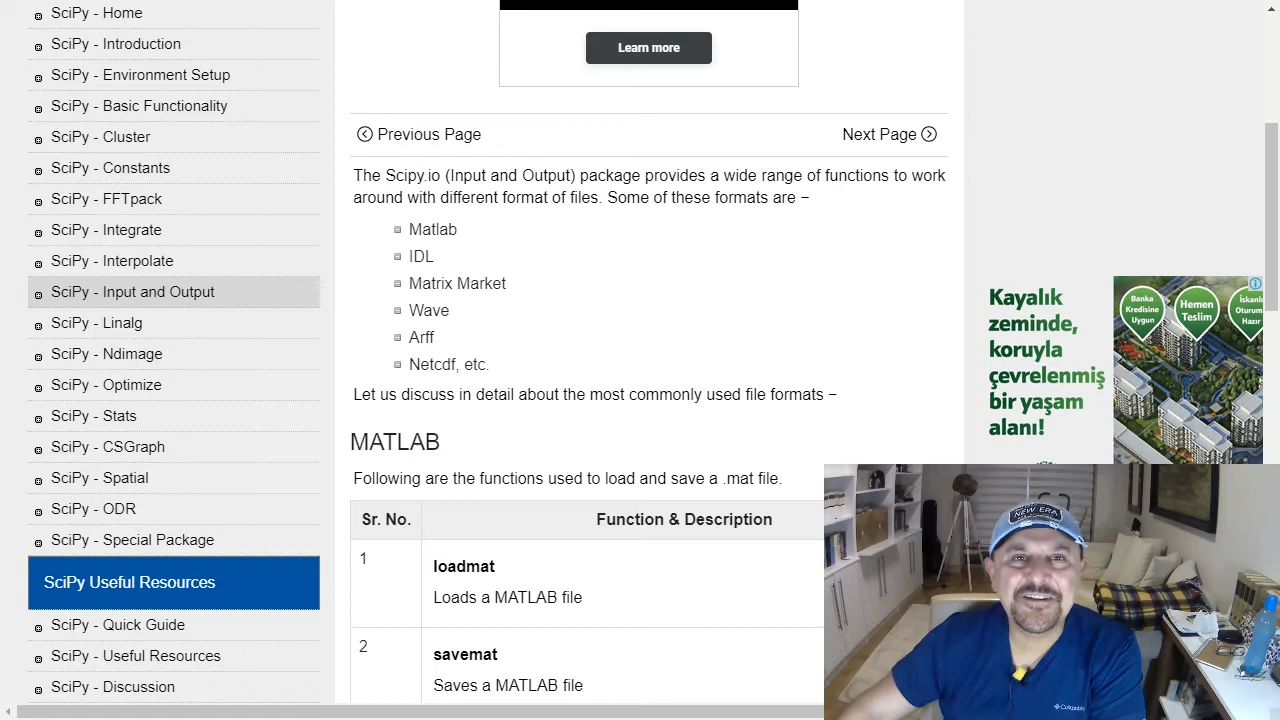 SciPy - Home
SciPy - Introduction
SciPy - Environment Setup
SciPy - Basic Functionality
SciPy - Cluster
SciPy - Constants
SciPy - FFTpack
SciPy - Integrate
SciPy - Interpolate
SciPy - Input and Output
SciPy - Linalg
SciPy - Ndimage
SciPy - Optimize
SciPy - Stats
SciPy - CSGraph
SciPy - Spatial
SciPy - ODR
SciPy - Special Package
SciPy Useful Resources
SciPy - Quick Guide
SciPy - Useful Resources
SciPy - Discussion
Learn more
Previous Page
Next Page
The Scipy.io (Input and Output) package provides a wide range of functions to work
around with different format of files. Some of these formats are −
Matlab
IDL
Matrix Market
Wave
Arff
Netcdf, etc.
Let us discuss in detail about the most commonly used file formats −
MATLAB
Following are the functions used to load and save a .mat file.
Sr. No. Function & Description
1
loadmat
Loads a MATLAB file
2
savemat
Saves a MATLAB file
Kayalık
zeminde,
koruyla
çevrelenmiş
bir yaşam
alanı!
Banka
Kredisine
Uygun
Hemen
Teslim
İskanlı
Oturuma
Hazır
NEW ERA
Columbia